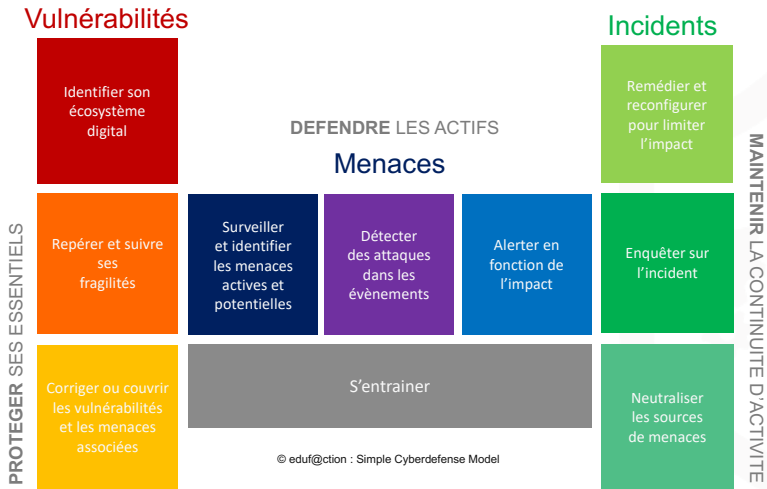 Vulnérabilités
Identifier son
écosystème
digital
Repérer et suivre
ses
fragilités
Corriger ou couvrir
les vulnérabilités
et les menaces
associées
PROTEGER SES ESSENTIELS
DEFENDRE LES ACTIFS
Menaces
Surveiller
et identifier
les menaces
actives et
potentielles
Détecter
des attaques
dans les
évènements
Alerter en
fonction de
l'impact
S'entrainer
© eduf@ction : Simple Cyberdefense Model
Incidents
Remédier et
reconfigurer
pour limiter
l'impact
Enquêter sur
l'incident
Neutraliser
les sources
de menaces
MAINTENIR LA CONTINUITE D'ACTIVITE